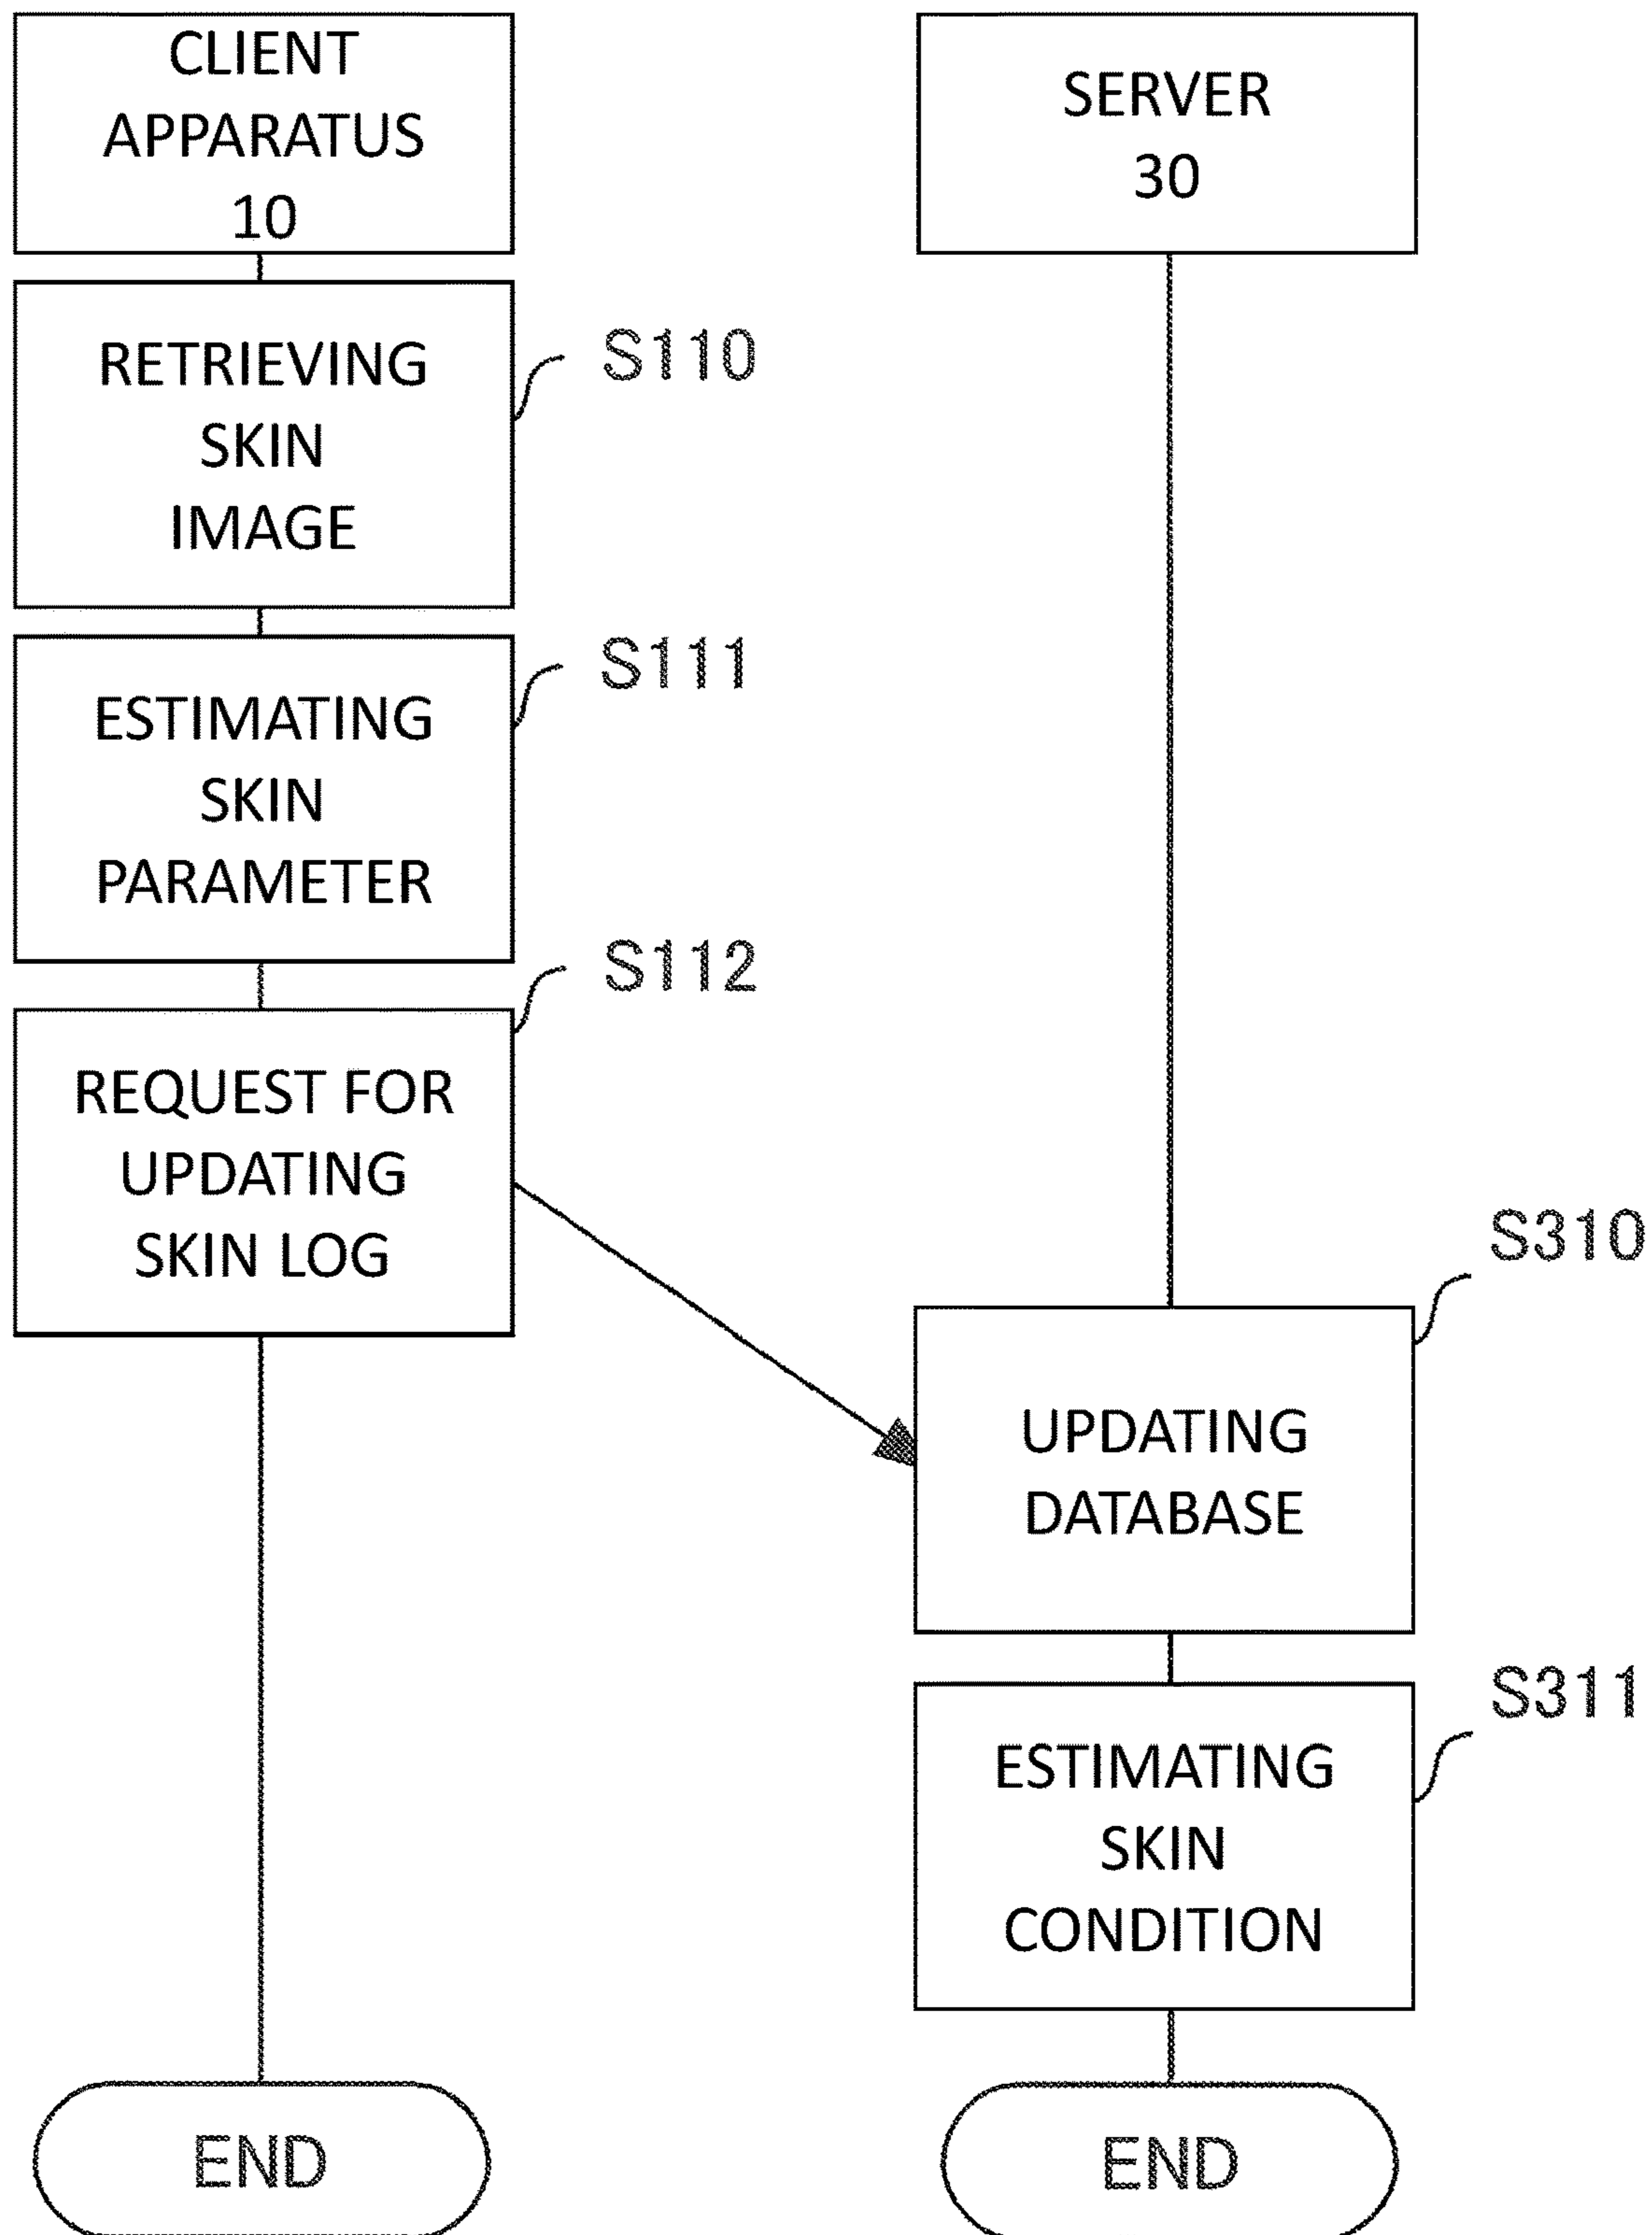 CLIENT
APPARATUS
10
SERVER
30
RETRIEVING
SKIN
IMAGE
S110
ESTIMATING
SKIN
PARAMETER
S111
REQUEST FOR
UPDATING
SKIN LOG
S112
UPDATING
DATABASE
S310
ESTIMATING
SKIN
CONDITION
S311
END
END